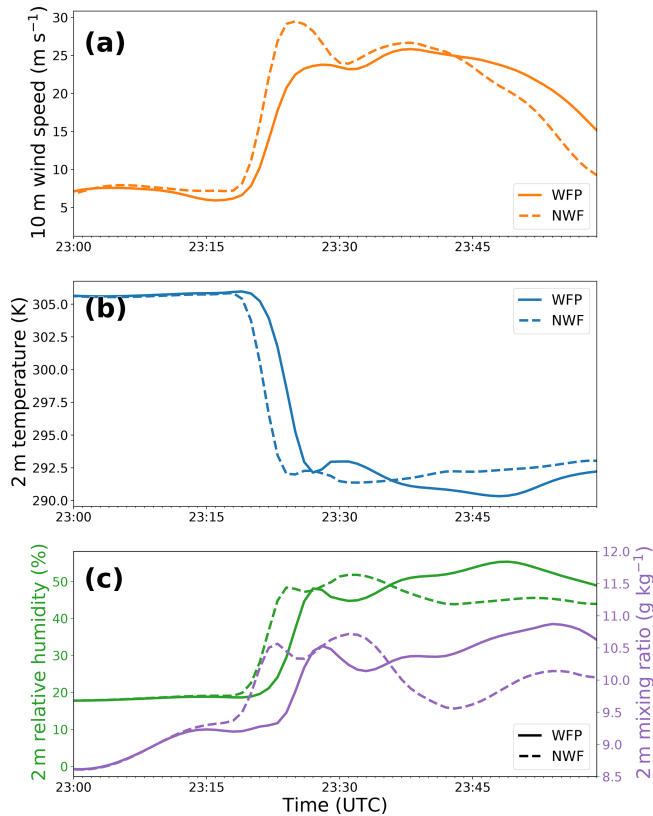 (a)
10 m wind speed (m s⁻¹)
30
25
20
15
10
5
WFP
NWF
23:00
23:15
23:30
23:45
(b)
2 m temperature (K)
305.0
302.5
300.0
297.5
295.0
292.5
290.0
WFP
NWF
23:00
23:15
23:30
23:45
(c)
2 m relative humidity (%)
50
40
30
20
10
0
12.0
11.5
11.0
10.5
10.0
9.5
9.0
8.5
2 m mixing ratio (g kg⁻¹)
WFP
NWF
23:00
23:15
23:30
23:45
Time (UTC)